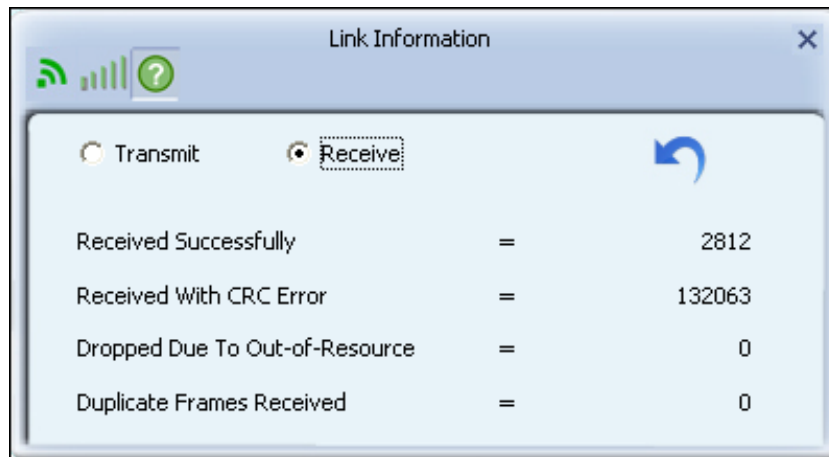 Link Information
Transmit Receive
Received Successfully = 2812
Received With CRC Error = 132063
Dropped Due To Out-of-Resource = 0
Duplicate Frames Received = 0